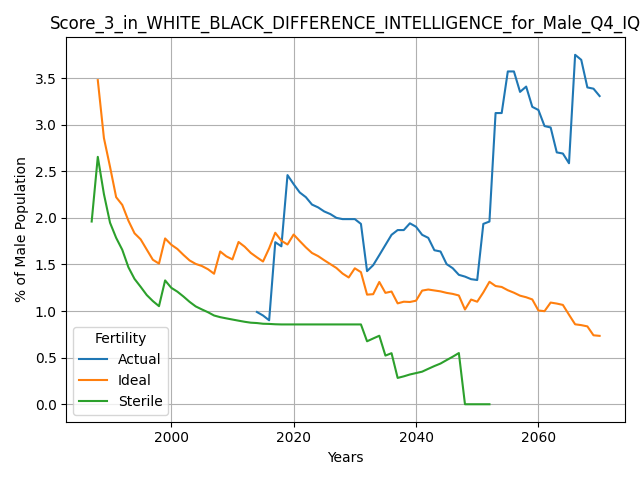 Score_3_in_WHITE_BLACK_DIFFERENCE_INTELLIGENCE_for_Male_Q4_IQ
% of Male Population
3.5
3.0
2.5
2.0
1.5
1.0
0.5
0.0
Fertility
Actual
Ideal
Sterile
2000 2020 2040 2060
Years